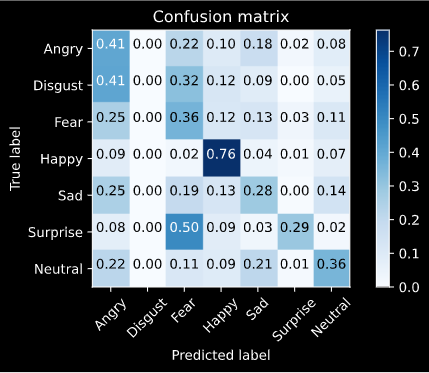 Confusion matrix
Angry 0.41 0.00 0.22 0.10 0.18 0.02 0.08
Disgust 0.41 0.00 0.32 0.12 0.09 0.00 0.05
Fear 0.25 0.00 0.36 0.12 0.13 0.03 0.11
Happy 0.09 0.00 0.02 0.76 0.04 0.01 0.07
Sad 0.25 0.00 0.19 0.13 0.28 0.00 0.14
Surprise 0.08 0.00 0.50 0.09 0.03 0.29 0.02
Neutral 0.22 0.00 0.11 0.09 0.21 0.01 0.36
Angry Disgust Fear Happy Sad Surprise Neutral
Predicted label
True label
0.7
0.6
0.5
0.4
0.3
0.2
0.1
0.0